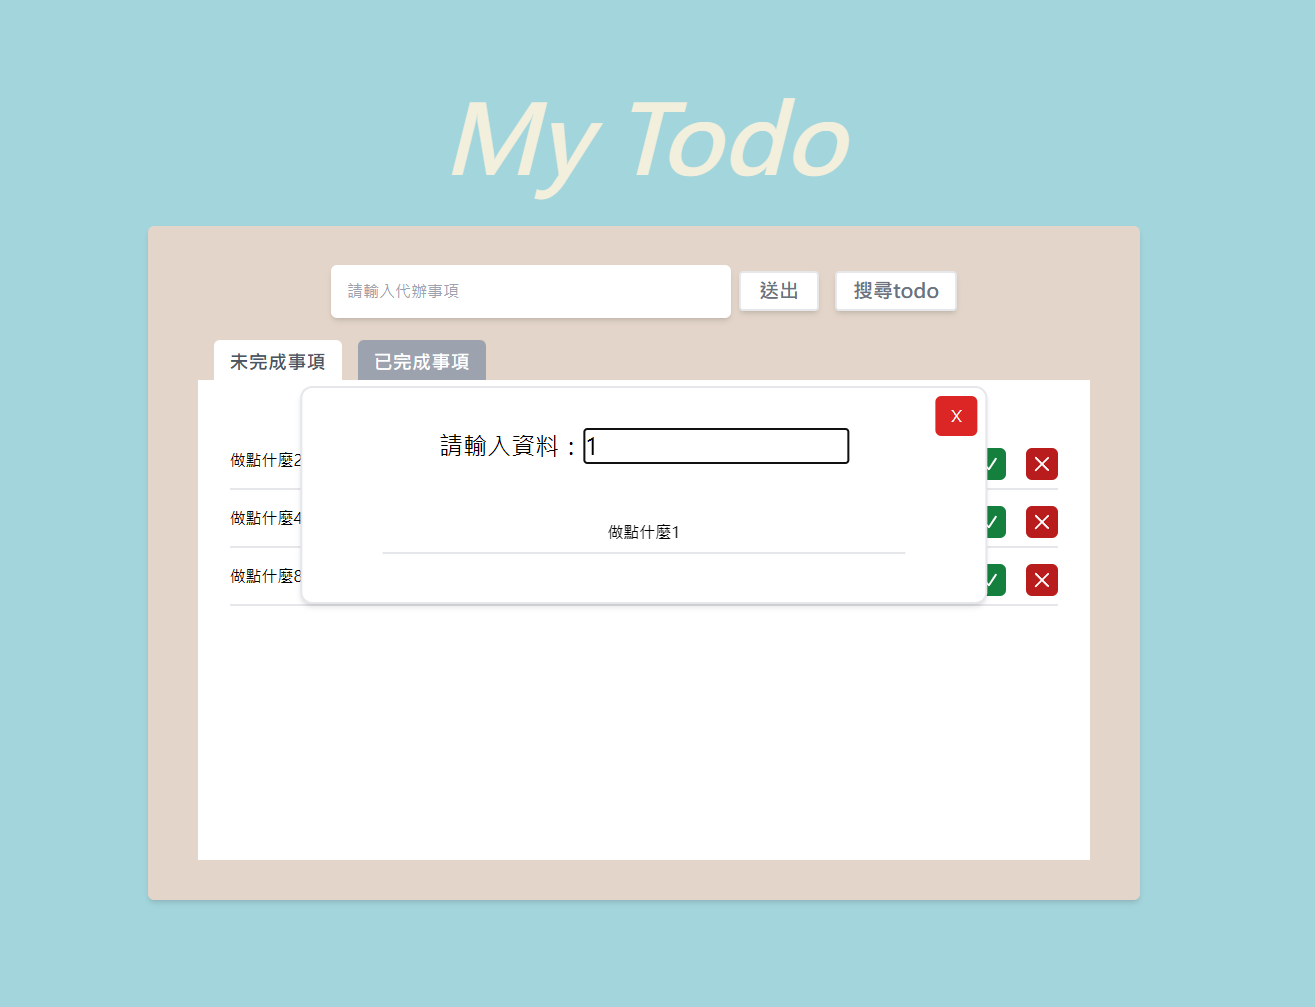 My Todo
請輸入代辦事項
送出
搜尋todo
未完成事項
已完成事項
X
請輸入資料：1
做點什麼2
做點什麼1
做點什麼4
做點什麼8